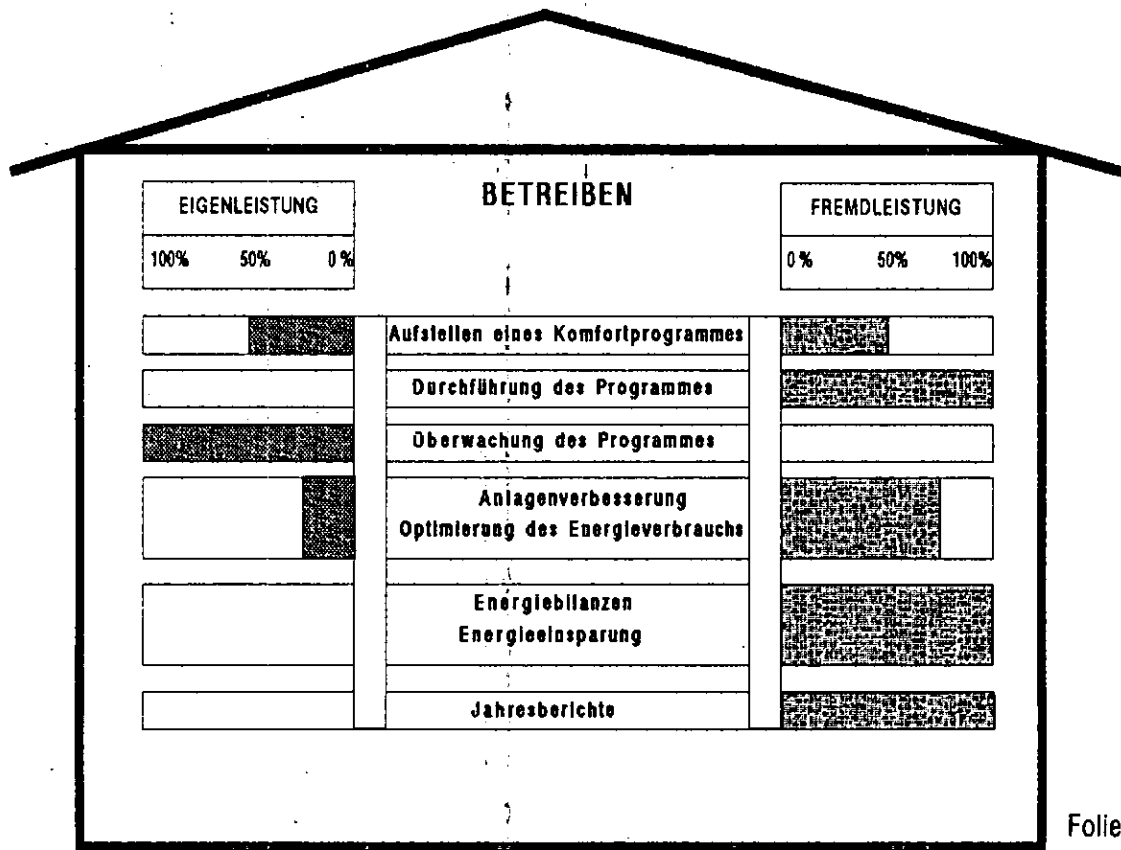 BETREIBEN
EIGENLEISTUNG
100% 50% 0 %
FREMDLEISTUNG
0 % 50% 100%
Aufstellen eines Komfortprogrammes
Durchführung des Programmes
Überwachung des Programmes
Anlagenverbesserung
Optimierung des Energieverbrauchs
Energiebilanzen
Energieeinsparung
Jahresberichte
Folie